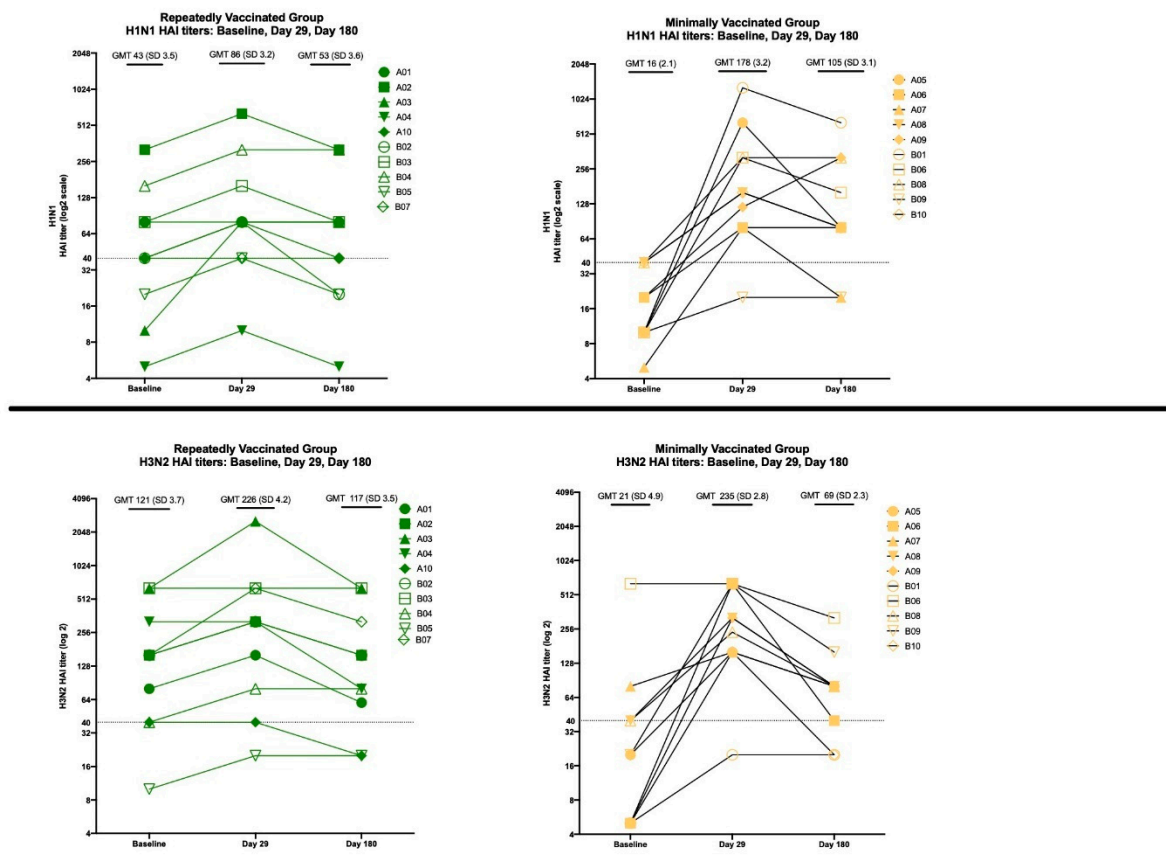 Repeatedly Vaccinated Group
H1N1 HAI titers: Baseline, Day 29, Day 180
GMT 43 (SD 3.5)
GMT 86 (SD 3.2)
GMT 53 (SD 3.6)
2048
1024
512
256
128
64
40
32
16
8
4
H1N1
HAI titer (log2 scale)
Baseline
Day 29
Day 180
A01
A02
A03
A04
A10
B02
B03
B04
B05
B07
Minimally Vaccinated Group
H1N1 HAI titers: Baseline, Day 29, Day 180
GMT 16 (2.1)
GMT 178 (3.2)
GMT 105 (SD 3.1)
2048
1024
512
256
128
64
40
32
16
8
4
H1N1
HAI titer (log2 scale)
Baseline
Day 29
Day 180
A05
A06
A07
A08
A09
B01
B06
B08
B09
B10
Repeatedly Vaccinated Group
H3N2 HAI titers: Baseline, Day 29, Day 180
GMT 121 (SD 3.7)
GMT 226 (SD 4.2)
GMT 117 (SD 3.5)
4096
2048
1024
512
256
128
64
40
32
16
8
4
H3N2 HAI titer (log 2)
Baseline
Day 29
Day 180
A01
A02
A03
A04
A10
B02
B03
B04
B05
B07
Minimally Vaccinated Group
H3N2 HAI titers: Baseline, Day 29, Day 180
GMT 21 (SD 4.9)
GMT 235 (SD 2.8)
GMT 69 (SD 2.3)
4096
2048
1024
512
256
128
64
40
32
16
8
4
H3N2 HAI titer (log 2)
Baseline
Day 29
Day 180
A05
A06
A07
A08
A09
B01
B06
B08
B09
B10